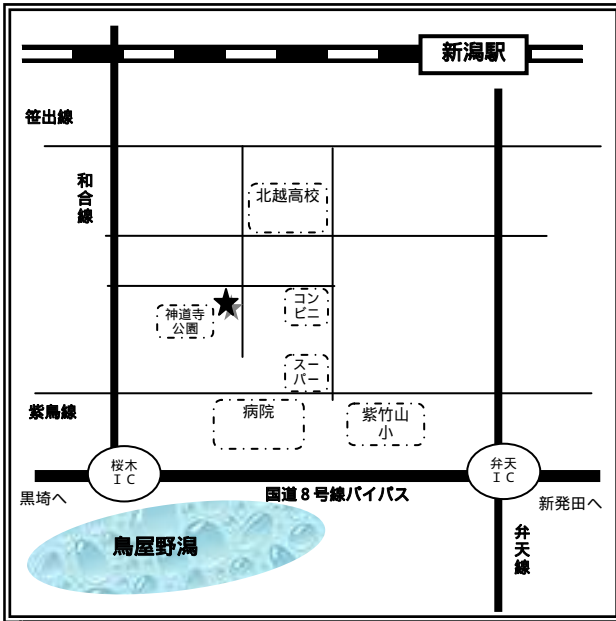 新潟駅
笹出線
和合線
北越高校
コン
ビニ
神道寺
公園
スー
パー
紫鳥線
病院
紫竹山
小
桜木
ＩＣ
弁天
ＩＣ
黒埼へ
国道８号線バイパス
新発田へ
鳥屋野潟
弁天線